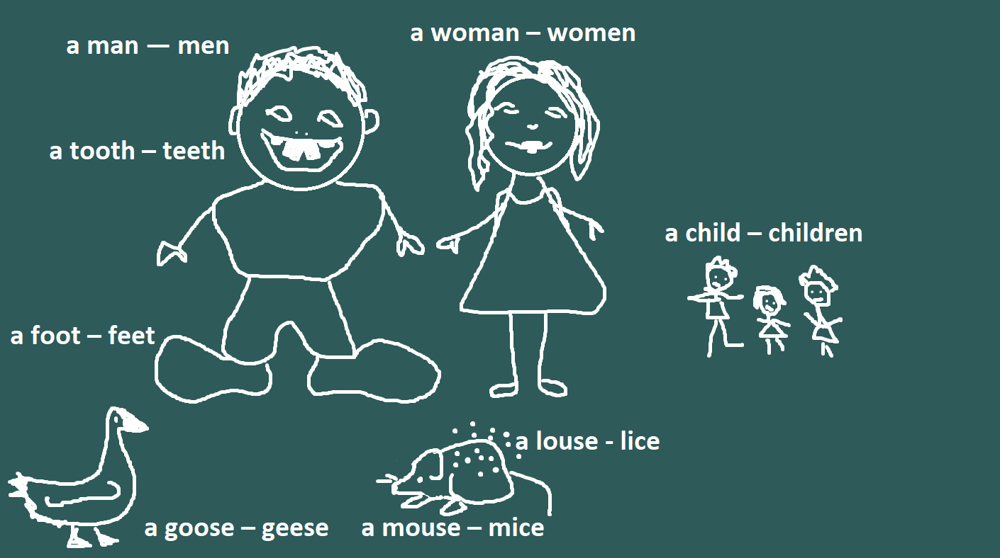 a man — men
a woman – women
a tooth – teeth
a child – children
a foot – feet
a louse - lice
a goose – geese
a mouse – mice